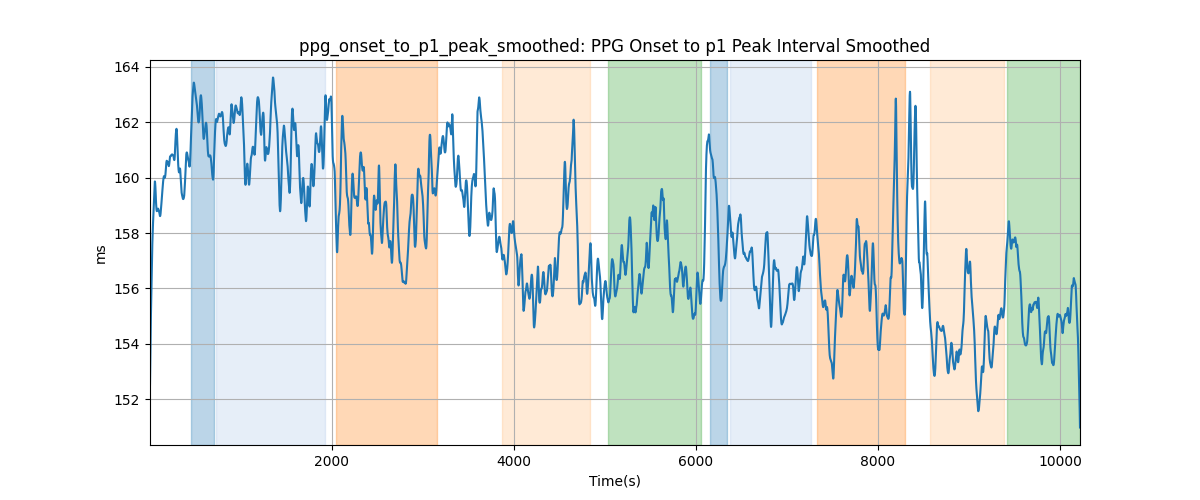 ppg_onset_to_p1_peak_smoothed: PPG Onset to p1 Peak Interval Smoothed
164
162
160
158
156
154
152
ms
2000 4000 6000 8000 10000
Time(s)